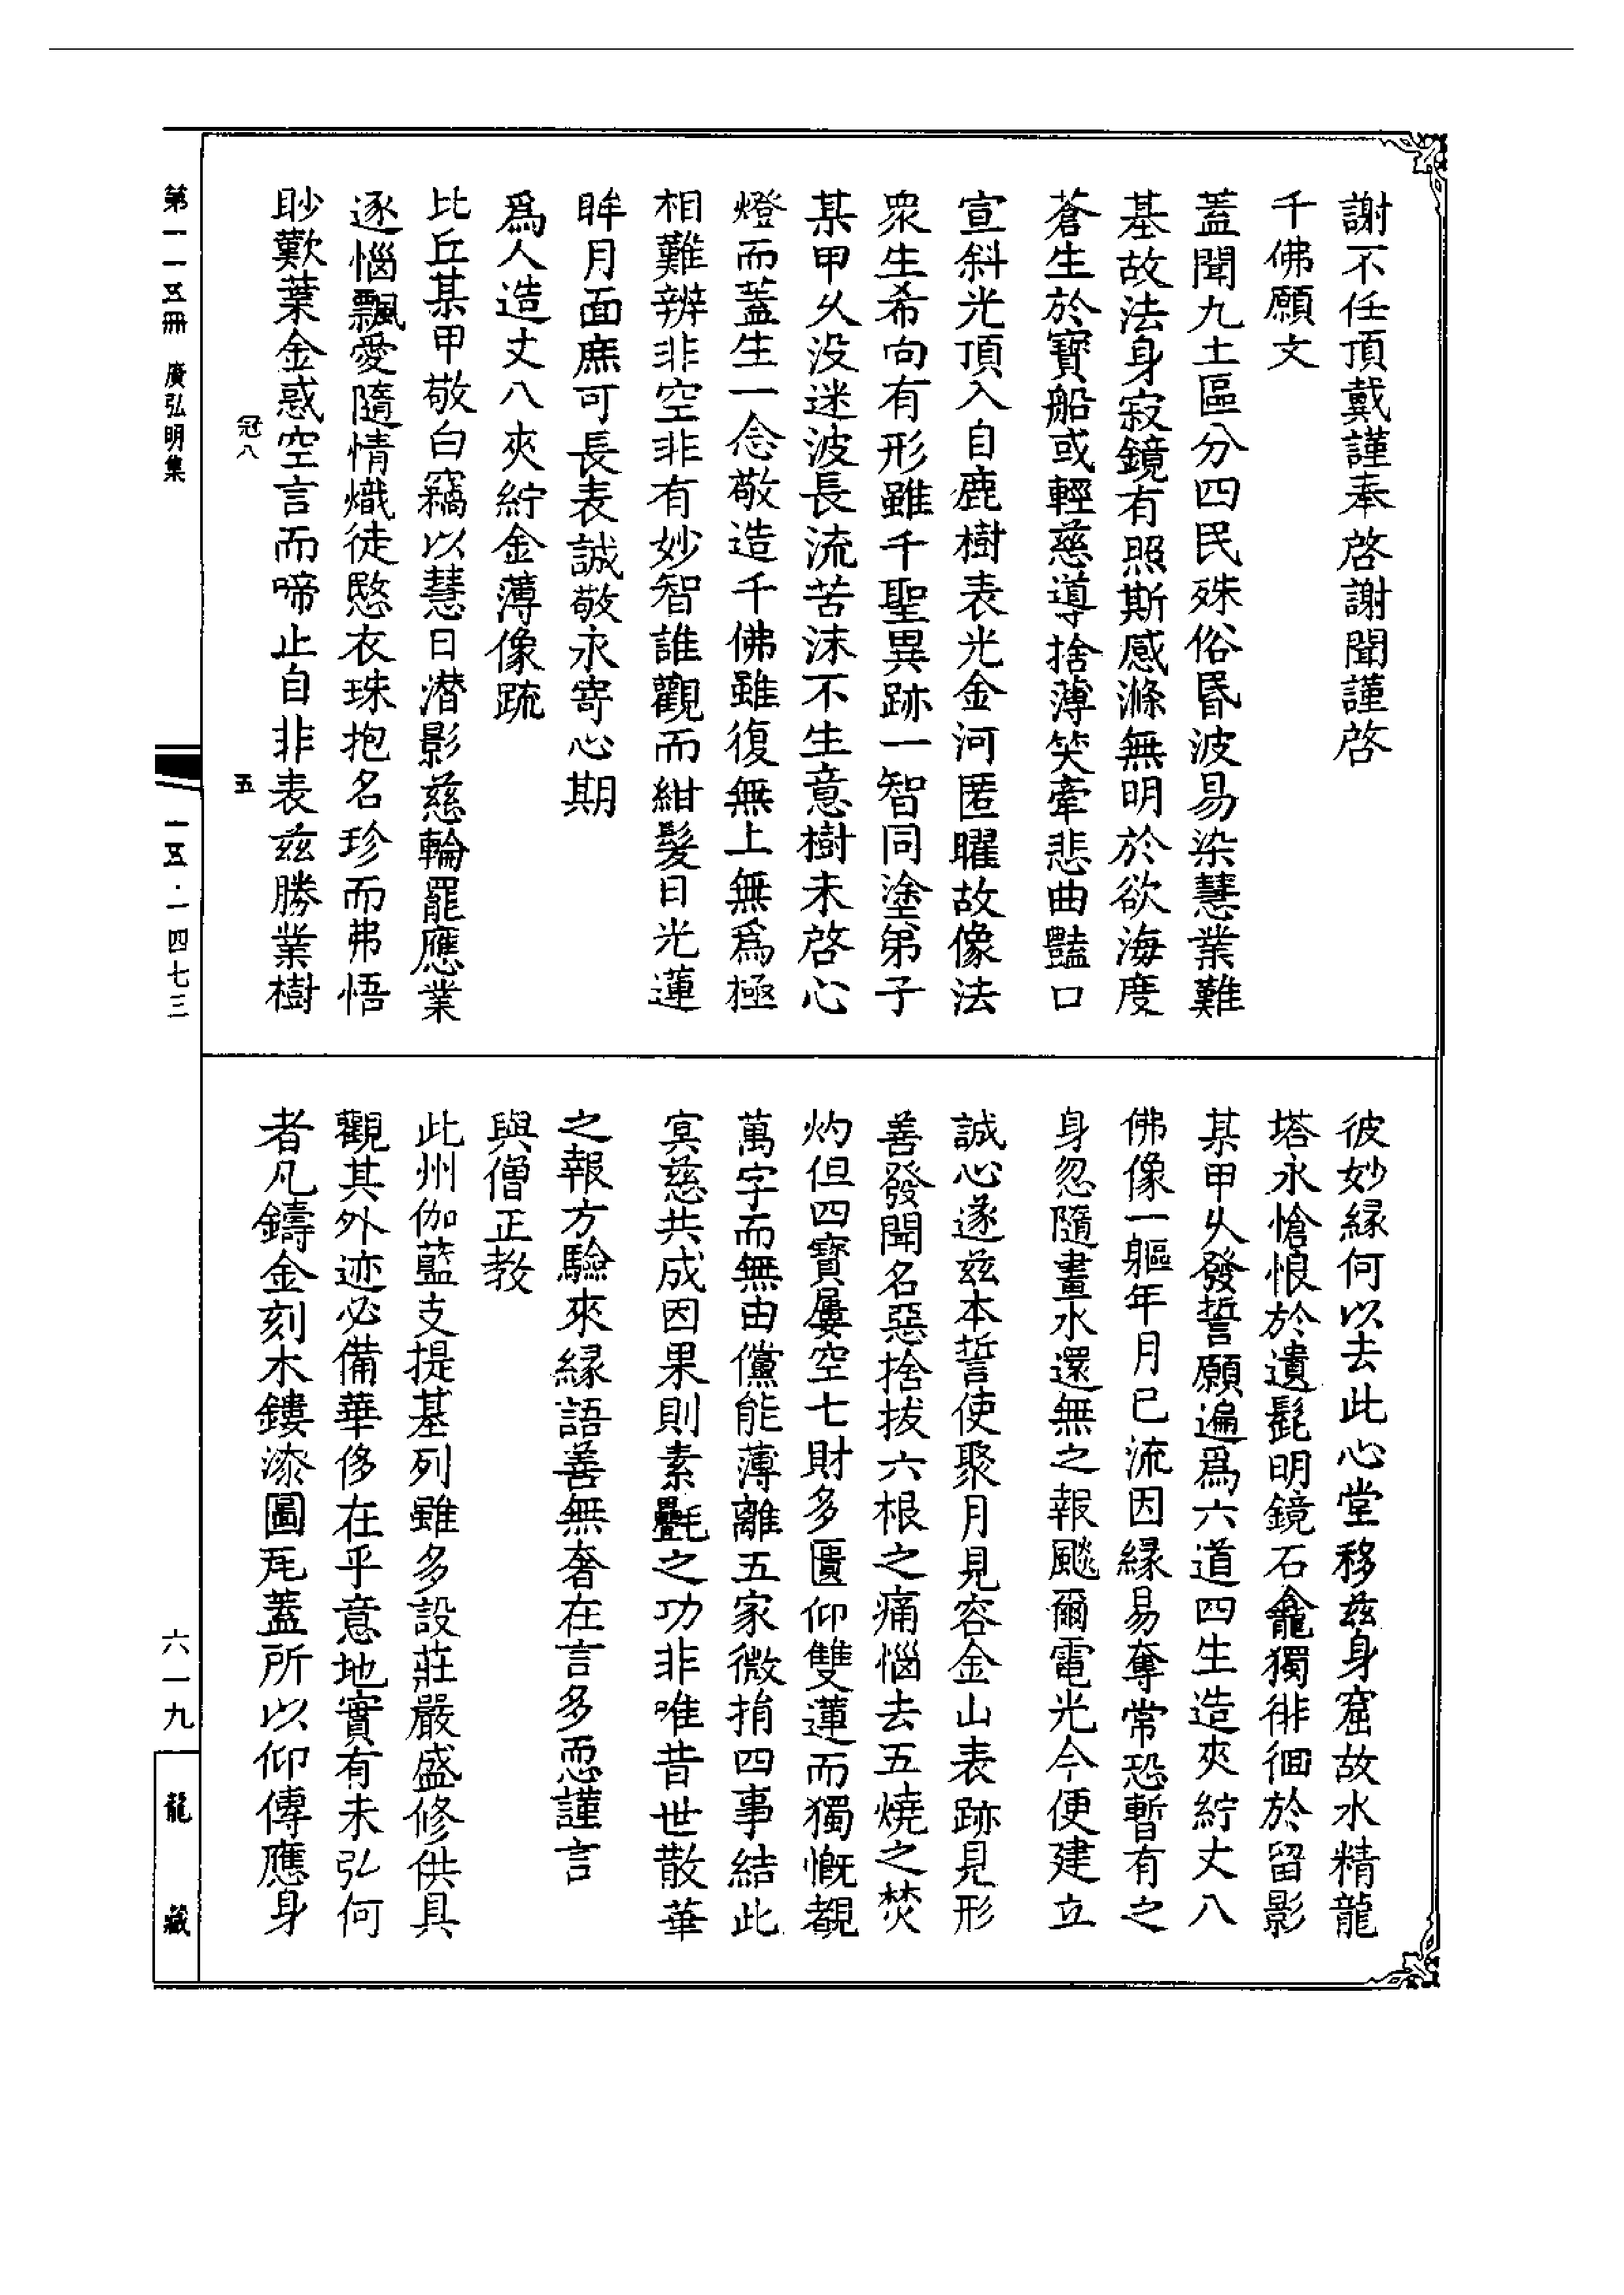 謝不任頂戴謹奉啓謝聞謹啓
千佛願文
蓋聞九土區分四民殊俗昬波易染慧業難
基故法身寂鏡有照斯感滌無明於欲海度
蒼生於寳船或輕慈導捨薄笑牽悲曲豔口
宣斜光頂入自鹿樹表光金河匿曜故像法
衆生希向有形雖千聖異跡一智同塗弟子
某甲乆没迷波長流苦沫不生意樹未啓心
燈而蓋生一念敬造千佛雖復無上無爲極
相難辨非空非有妙智誰觀而紺髮日光蓮
眸月面庶可長表誠敬永寄心期
爲人造丈八夾紵金薄像疏
比丘某甲敬白竊以慧日潜影慈輪罷應業
逐惱飄愛隨情熾徒愍衣珠抱名珍而弗悟
眇歎葉金惑空言而啼止自非表兹勝業樹
冠八
五
彼妙縁何以去此心堂移兹身窟故水精龍
塔永愴悢於遺髭明鏡石龕獨徘徊於留影
某甲乆發誓願遍爲六道四生造夾紵丈八
佛像一軀年月已流因縁易奪常恐暫有之
身忽隨畫水還無之報颷爾電光今便建立
誠心遂兹本誓使聚月見容金山表跡見形
善發聞名惡捨拔六根之痛惱去五燒之焚
灼但四寳屢空七財多匱仰雙蓮而獨慨覩
萬字而無由儻能薄離五家微捐四事結此
㝠慈共成因果則素㲲之功非唯昔世散華
之報方驗來縁語善無奢在言多恧謹言
與僧正教
此州伽藍支提基列雖多設莊嚴盛修供具
觀其外迹必備華侈在乎意地實有未弘何
者凡鑄金刻木鏤漆圖瓦蓋所以仰傳應身
第一一五冊 廣弘明集
一五·一四七三
六一九
龍藏